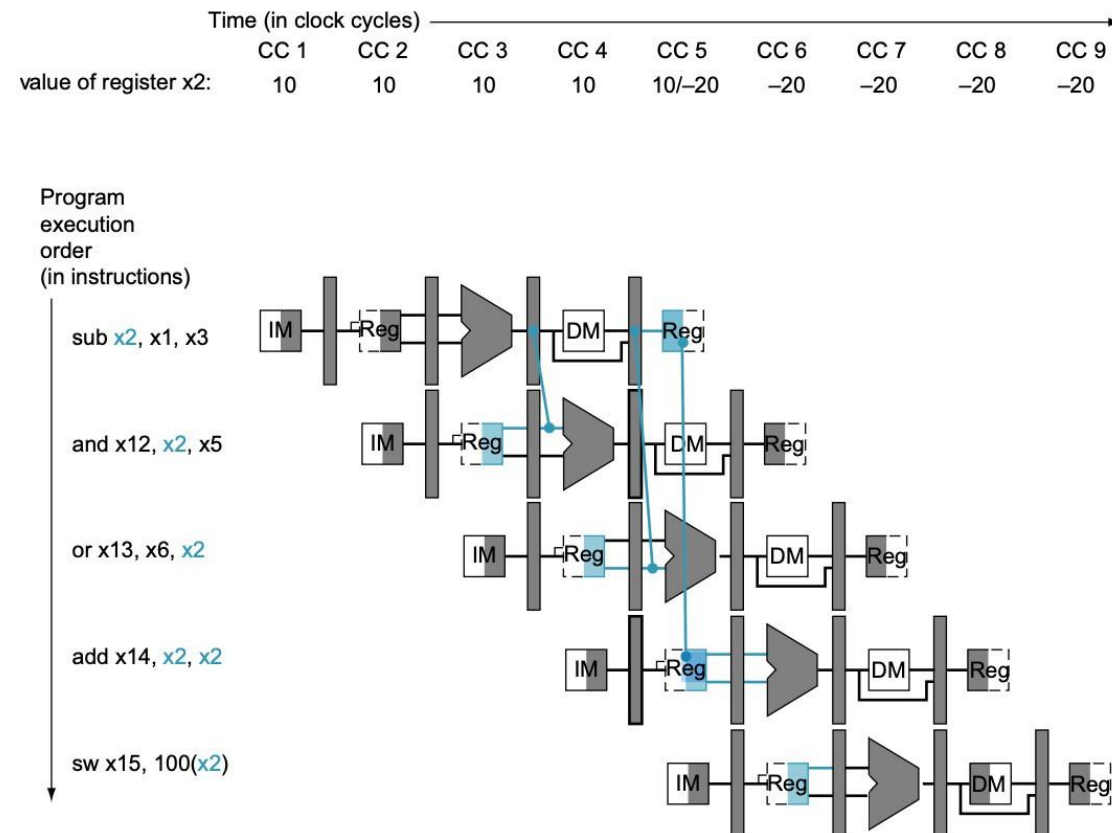 Time (in clock cycles)
CC 1 CC 2 CC 3 CC 4 CC 5 CC 6 CC 7 CC 8 CC 9
value of register x2: 10 10 10 10 10/–20 –20 –20 –20 –20
Program
execution
order
(in instructions)
sub x2, x1, x3
IM Reg DM Reg
and x12, x2, x5
IM Reg DM Reg
or x13, x6, x2
IM Reg DM Reg
add x14, x2, x2
IM Reg DM Reg
sw x15, 100(x2)
IM Reg DM Reg